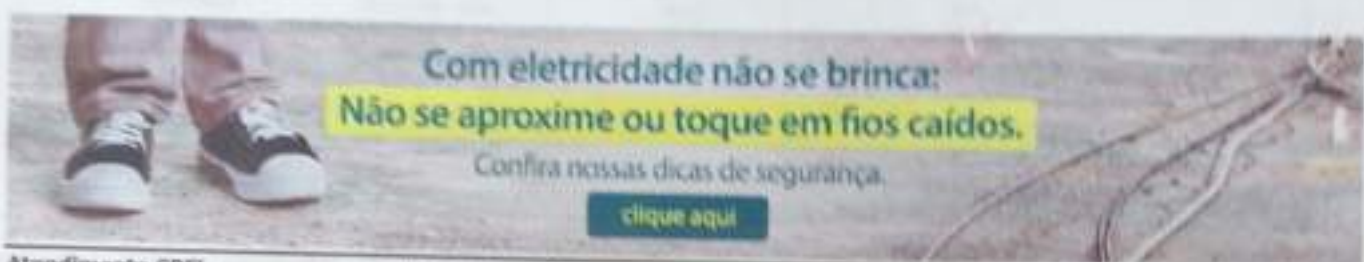 Com eletricidade não se brinca:
Não se aproxime ou toque em fios caídos.
Confira nossas dicas de segurança.
clique aqui